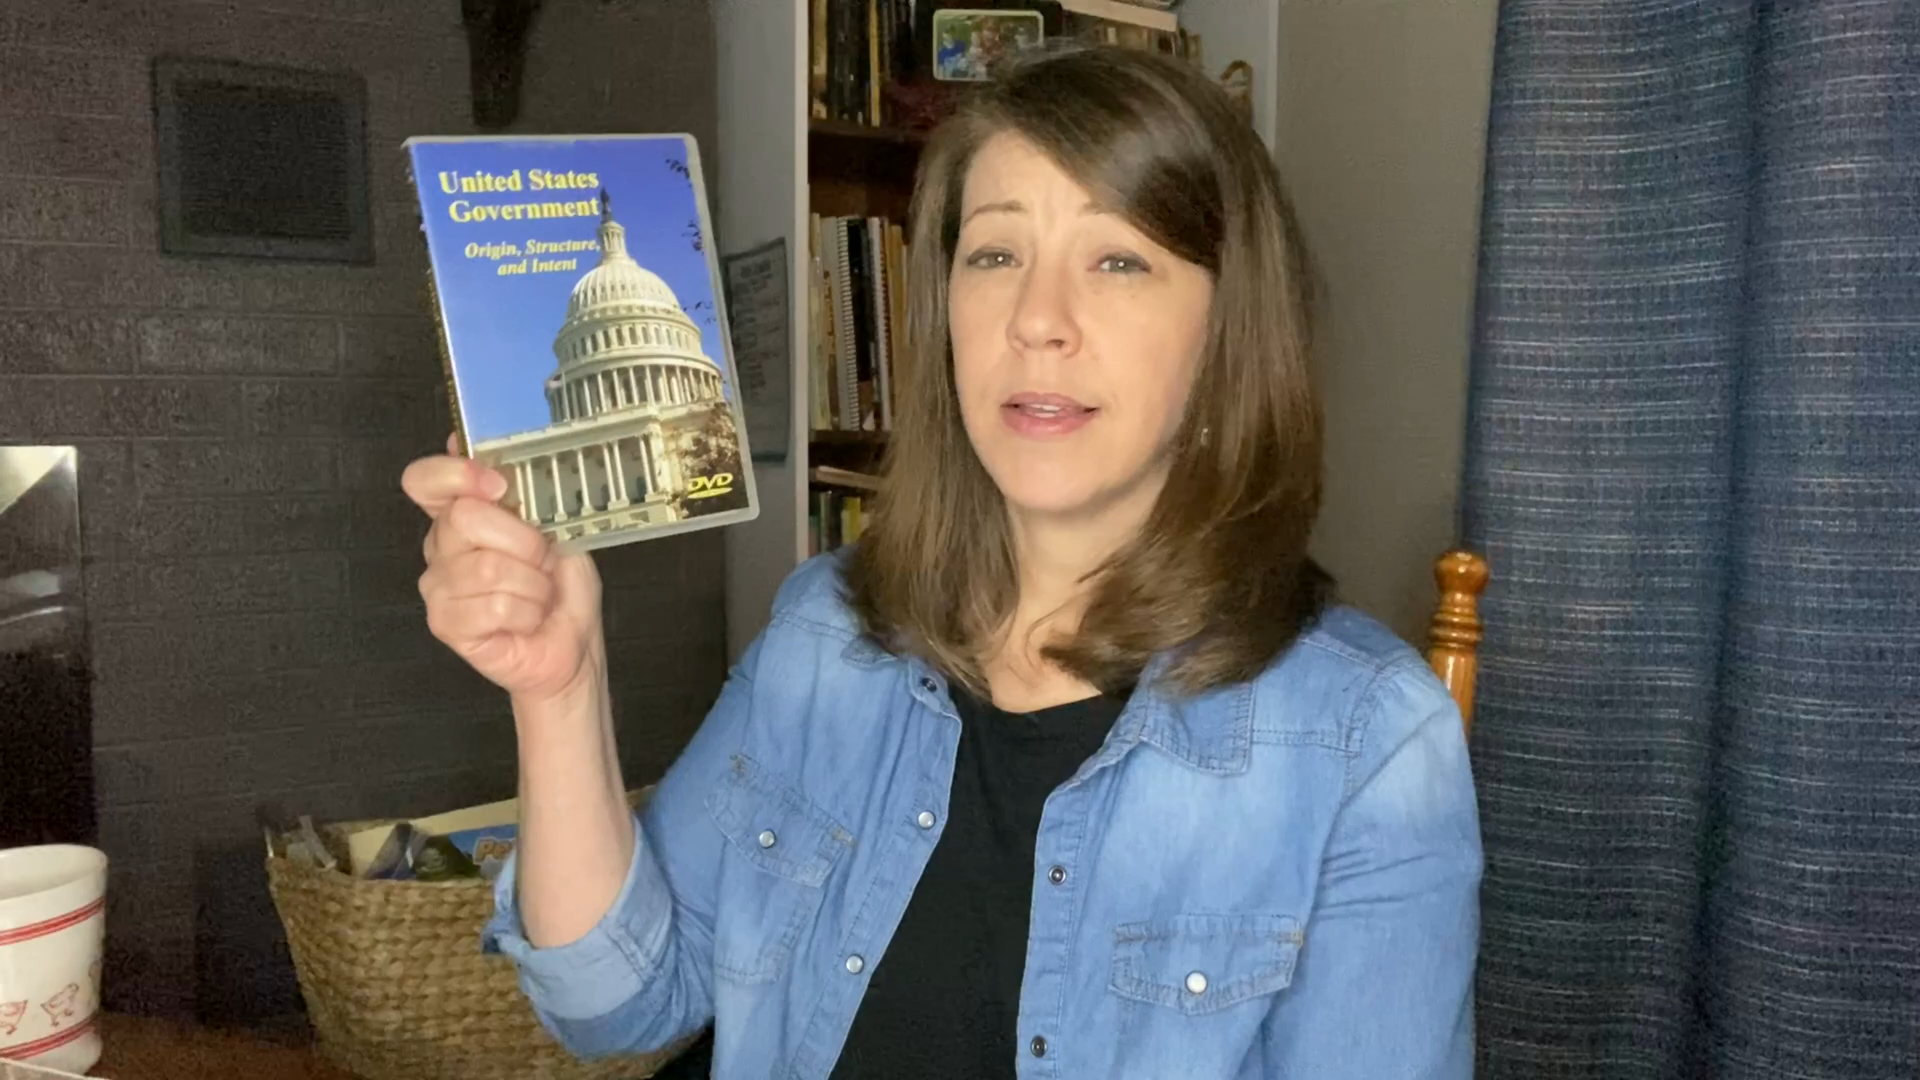 United States
Government
Origin, Structure,
and Intent
DVD